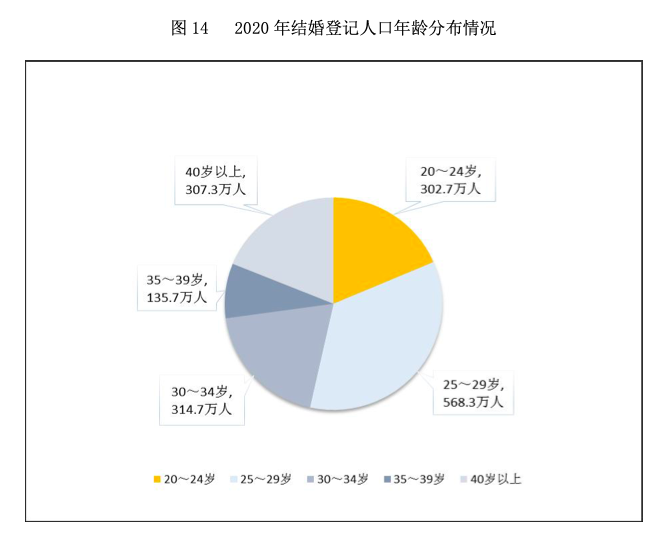 图 14 2020 年结婚登记人口年龄分布情况
40岁以上,
307.3万人
20～24岁,
302.7万人
35～39岁,
135.7万人
30～34岁,
314.7万人
25～29岁,
568.3万人
20～24岁 25～29岁 30～34岁 35～39岁 40岁以上